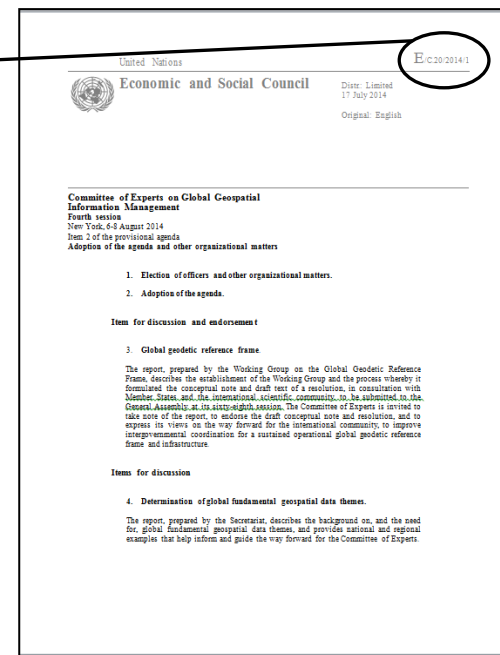 United Nations
E/C.20/2014/1
Economic and Social Council
Distr.: Limited
17 July 2014
Original: English
Committee of Experts on Global Geospatial
Information Management
Fourth session
New York, 6-8 August 2014
Item 2 of the provisional agenda
Adoption of the agenda and other organizational matters
1. Election of officers and other organizational matters.
2. Adoption of the agenda.
Item for discussion and endorsement
3. Global geodetic reference frame.
The report, prepared by the Working Group on the Global Geodetic Reference
Frame, describes the establishment of the Working Group and the process whereby it
formulated the conceptual note and draft text of a resolution, in consultation with
Member States and the international scientific community, to be submitted to the
General Assembly at its sixty-eighth session. The Committee of Experts is invited to
take note of the report, to endorse the draft conceptual note and resolution, and to
express its views on the way forward for the international community, to improve
intergovernmental coordination for a sustained operational global geodetic reference
frame and infrastructure.
Items for discussion
4. Determination of global fundamental geospatial data themes.
The report, prepared by the Secretariat, describes the background on, and the need
for, global fundamental geospatial data themes, and provides national and regional
examples that help inform and guide the way forward for the Committee of Experts.